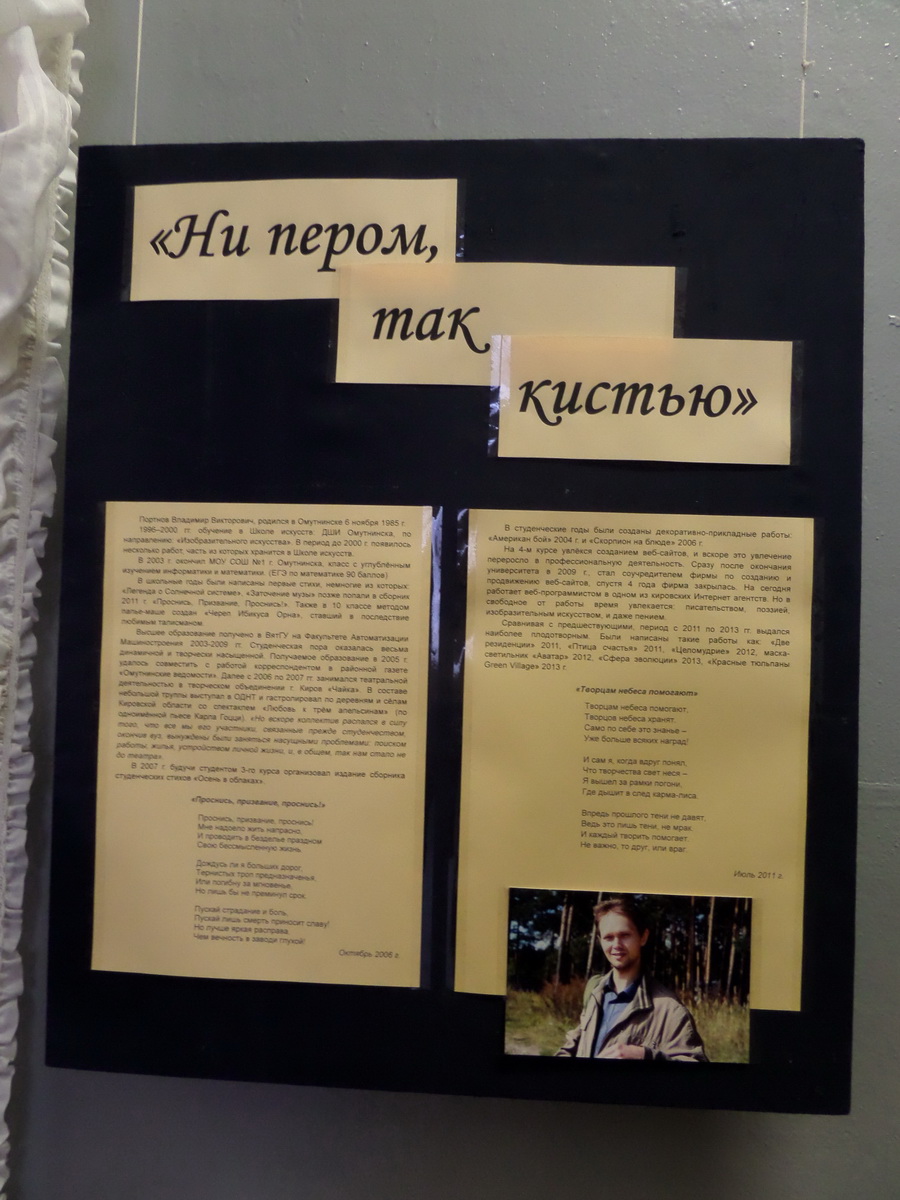 «Ни пером,
так
кистью»
Портнов Владимир Викторович, родился в Омутнинске 6 ноября 1985 г.
1996–2000 гг. обучение в Школе искусств: ДШИ Омутнинска, по
направлению: «Изобразительного искусства». В период до 2000 г. появилось
несколько работ, часть из которых хранится в Школе искусств.
В 2003 г. окончил МОУ СОШ №1 г. Омутнинска, класс с углублённым
изучением информатики и математики. (ЕГЭ по математике 90 баллов)
В школьные годы были написаны первые стихи, немногие из которых:
«Легенда о Солнечной системе», «Заточение музы» позже попали в сборник
2011 г. «Проснись, Призвание, Проснись!». Также в 10 классе методом
папье-маше создан «Череп Ибикуса Орна», ставший в последствие
любимым талисманом.
Высшее образование получено в ВятГУ на Факультете Автоматизации
Машиностроения 2003-2009 гг. Студенческая пора оказалась весьма
динамичной и творчески насыщенной. Получаемое образование в 2005 г.
удалось совместить с работой корреспондентом в районной газете
«Омутнинские ведомости». Далее с 2006 по 2007 гг. занимался театральной
деятельностью в творческом объединении г. Киров «Чайка». В составе
небольшой труппы выступал в ОДНТ и гастролировал по деревням и сёлам
Кировской области со спектаклем «Любовь к трём апельсинам» (по
одноимённой пьесе Карла Гоцци). «Но вскоре коллектив распался в силу
того, что все мы его участники, связанные прежде студенчеством,
окончив вуз, вынуждены были заняться насущными проблемами: поиском
работы, жилья, устройством личной жизни, и, в общем, так нам стало не
до театра».
В 2007 г. будучи студентом 3-го курса организовал издание сборника
студенческих стихов «Осень в облаках».
«Проснись, призвание, проснись!»
Проснись, призвание, проснись!
Мне надоело жить напрасно,
И проводить в безделье праздном
Свою бессмысленную жизнь.
Дождусь ли я больших дорог,
Тернистых троп предназначенья,
Или погибну за мгновенья,
Но лишь бы не преминул срок.
Пускай страдание и боль,
Пускай лишь смерть приносит славу!
Но лучше яркая расправа,
Чем вечность в заводи глухой!
Октябрь 2006 г.
В студенческие годы были созданы декоративно-прикладные работы:
«Американ бой» 2004 г. и «Скорпион на блюде» 2006 г.
На 4-м курсе увлёкся созданием веб-сайтов, и вскоре это увлечение
переросло в профессиональную деятельность. Сразу после окончания
университета в 2009 г., стал соучредителем фирмы по созданию и
продвижению веб-сайтов, спустя 4 года фирма закрылась. На сегодня
работает веб-программистом в одном из кировских Интернет агентств. Но в
свободное от работы время увлекается: писательством, поэзией,
изобразительным искусством, и даже пением.
Сравнивая с предшествующими, период с 2011 по 2013 гг. выдался
наиболее плодотворным. Были написаны такие работы как: «Две
резиденции» 2011, «Птица счастья» 2011, «Целомудрие» 2012, маска-
светильник «Аватар» 2012, «Сфера эволюции» 2013, «Красные тюльпаны
Green Village» 2013 г.
«Творцам небеса помогают»
Творцам небеса помогают,
Творцов небеса хранят.
Само по себе это знанье –
Уже больше всяких наград!
И сам я, когда вдруг понял,
Что творчества свет неся –
Я вышел за рамки погони,
Где дышит в след карма-лиса.
Впредь прошлого тени не давят,
Ведь это лишь тени, не мрак.
И каждый творить помогает.
Не важно, то друг, или враг.
Июль 2011 г.